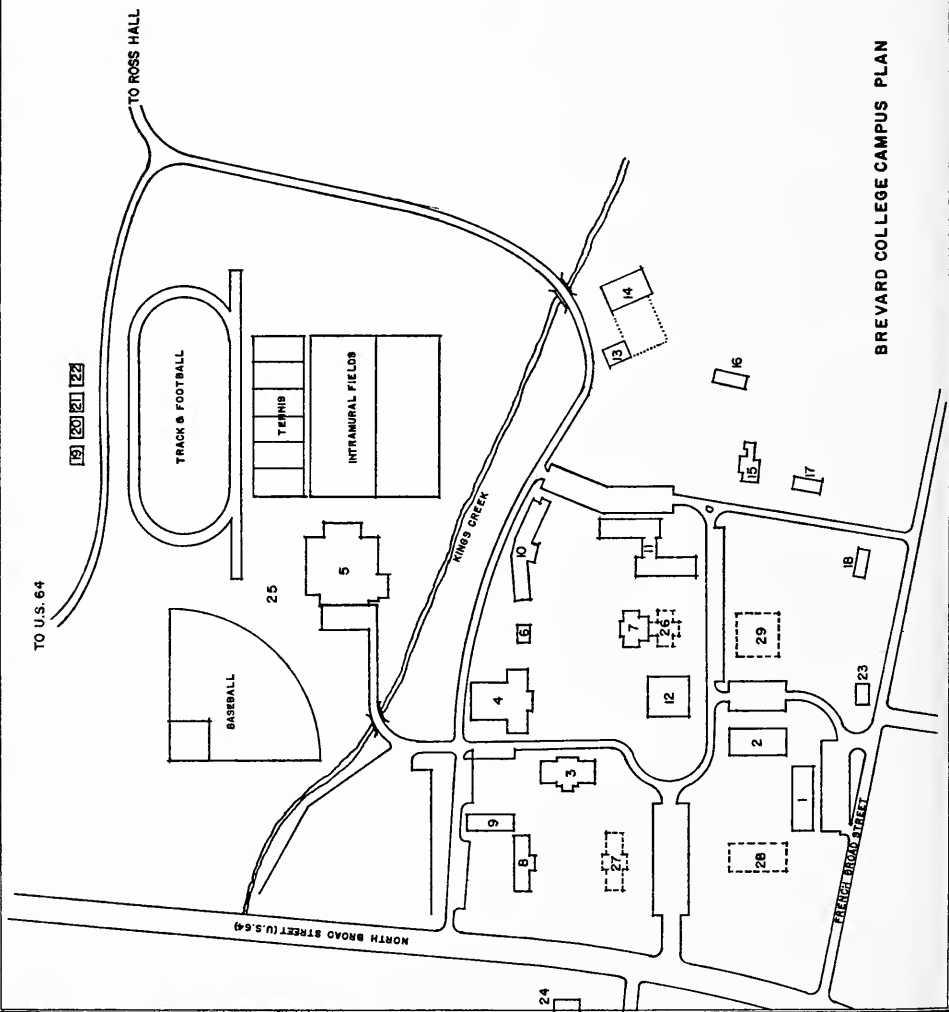 TO ROSS HALL
TO U.S. 64
19
20
21
22
TRACK & FOOTBALL
TENNIS
INTRAMURAL FIELDS
25
5
BASEBALL
KINGS CREEK
14
13
16
15
17
10
11
6
7
26
4
12
29
18
23
3
2
1
9
8
27
28
NORTH BROAD STREET (U.S. 64)
FRENCH BROAD STREET
24
BREVARD COLLEGE CAMPUS PLAN